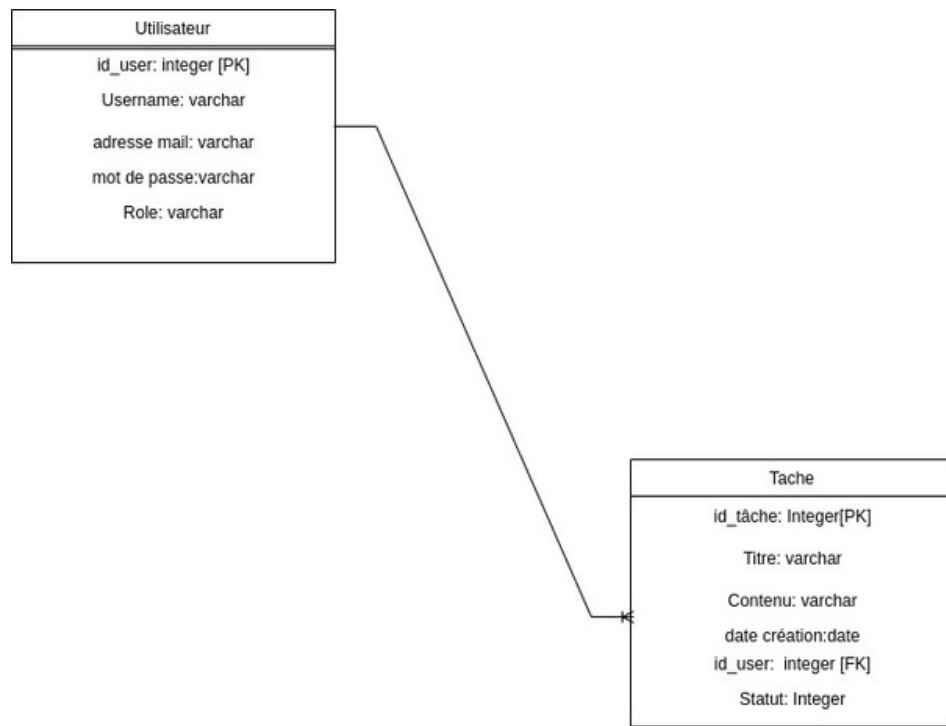 Utilisateur
id_user: integer [PK]
Username: varchar
adresse mail: varchar
mot de passe:varchar
Role: varchar
Tache
id_tâche: Integer[PK]
Titre: varchar
Contenu: varchar
date création:date
id_user: integer [FK]
Statut: Integer